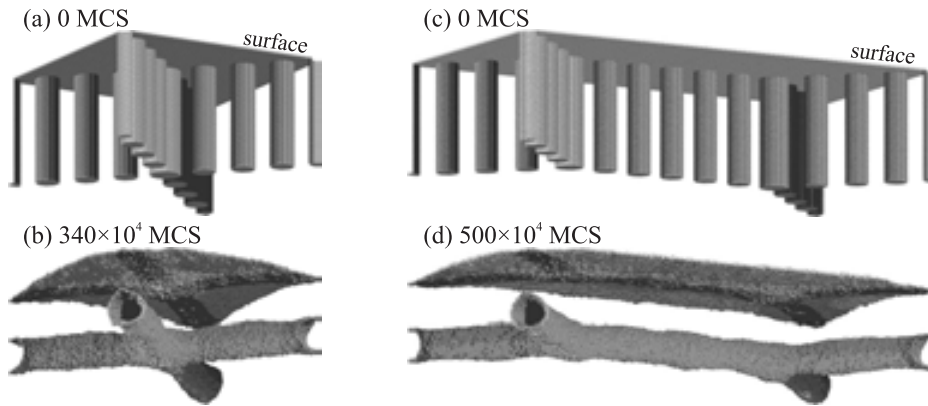 (a) 0 MCS
surface
(c) 0 MCS
surface
(b) 340×10⁴ MCS
(d) 500×10⁴ MCS